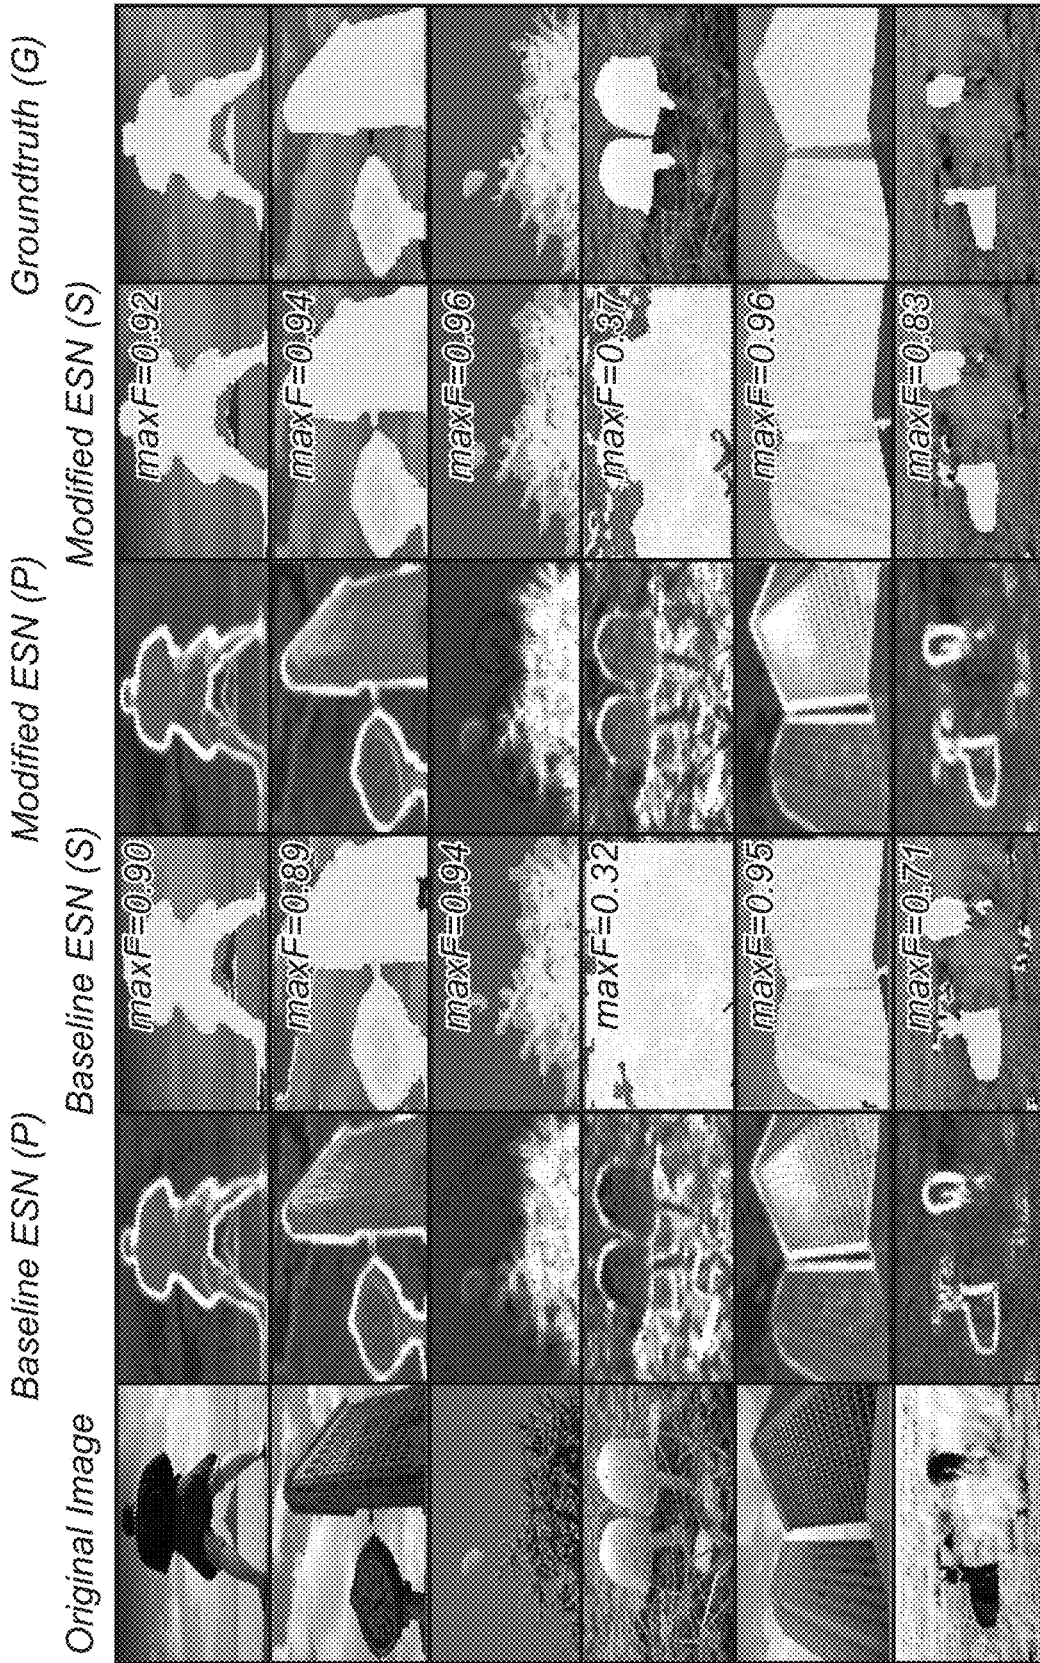 Original Image
Baseline ESN (P)
Baseline ESN (S)
Modified ESN (P)
Modified ESN (S)
Groundtruth (G)
maxF=0.90
maxF=0.92
maxF=0.89
maxF=0.94
maxF=0.94
maxF=0.96
maxF=0.32
maxF=0.37
maxF=0.95
maxF=0.96
maxF=0.71
maxF=0.83